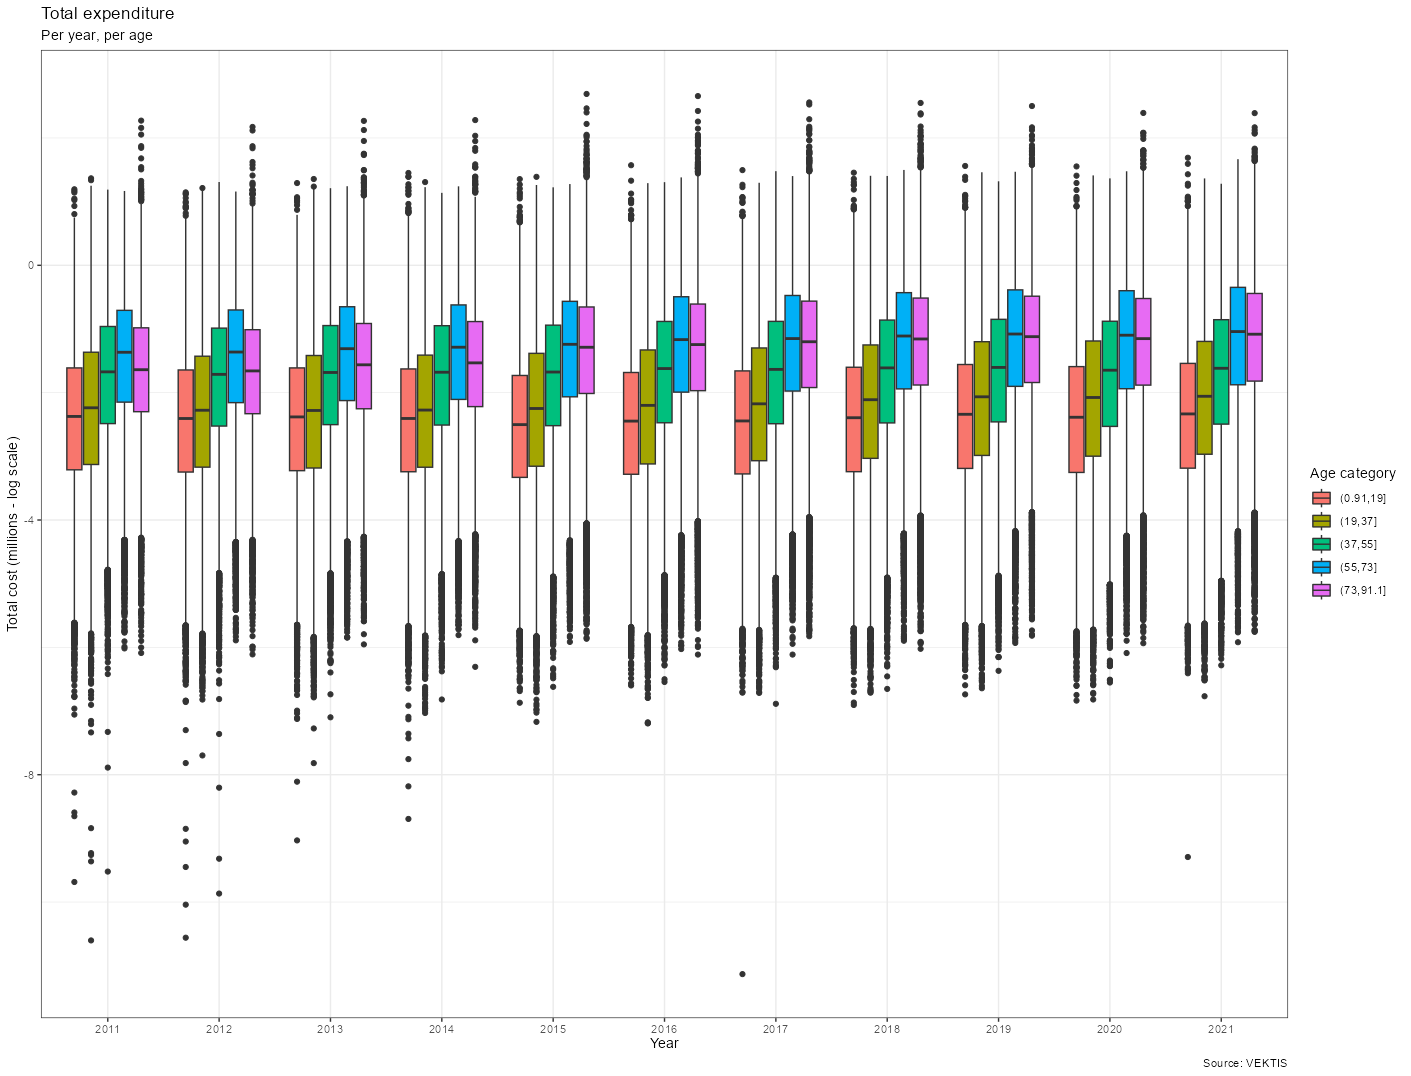 Total expenditure
Per year, per age
Total cost (millions - log scale)
0
-4
-8
2011 2012 2013 2014 2015 2016 2017 2018 2019 2020 2021
Year
Age category
(0.91,19]
(19,37]
(37,55]
(55,73]
(73,91.1]
Source: VEKTIS